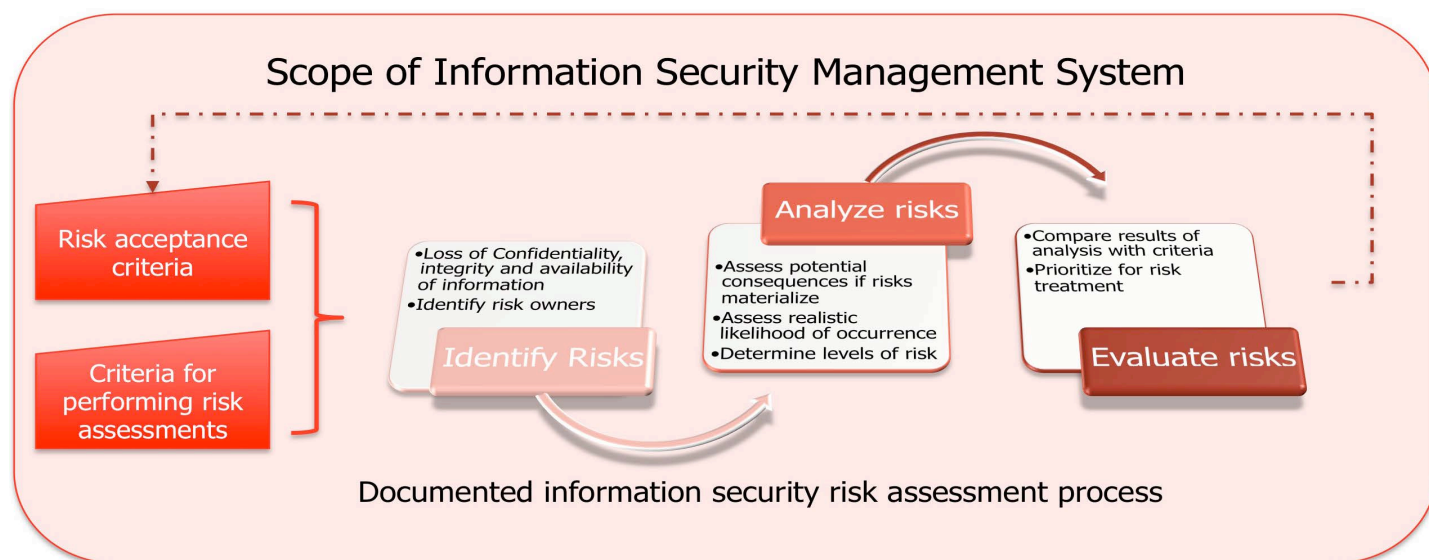 Scope of Information Security Management System
Risk acceptance
criteria
Criteria for
performing risk
assessments
•Loss of Confidentiality,
integrity and availability
of information
•Identify risk owners
Identify Risks
Analyze risks
•Assess potential
consequences if risks
materialize
•Assess realistic
likelihood of occurrence
•Determine levels of risk
•Compare results of
analysis with criteria
•Prioritize for risk
treatment
Evaluate risks
Documented information security risk assessment process